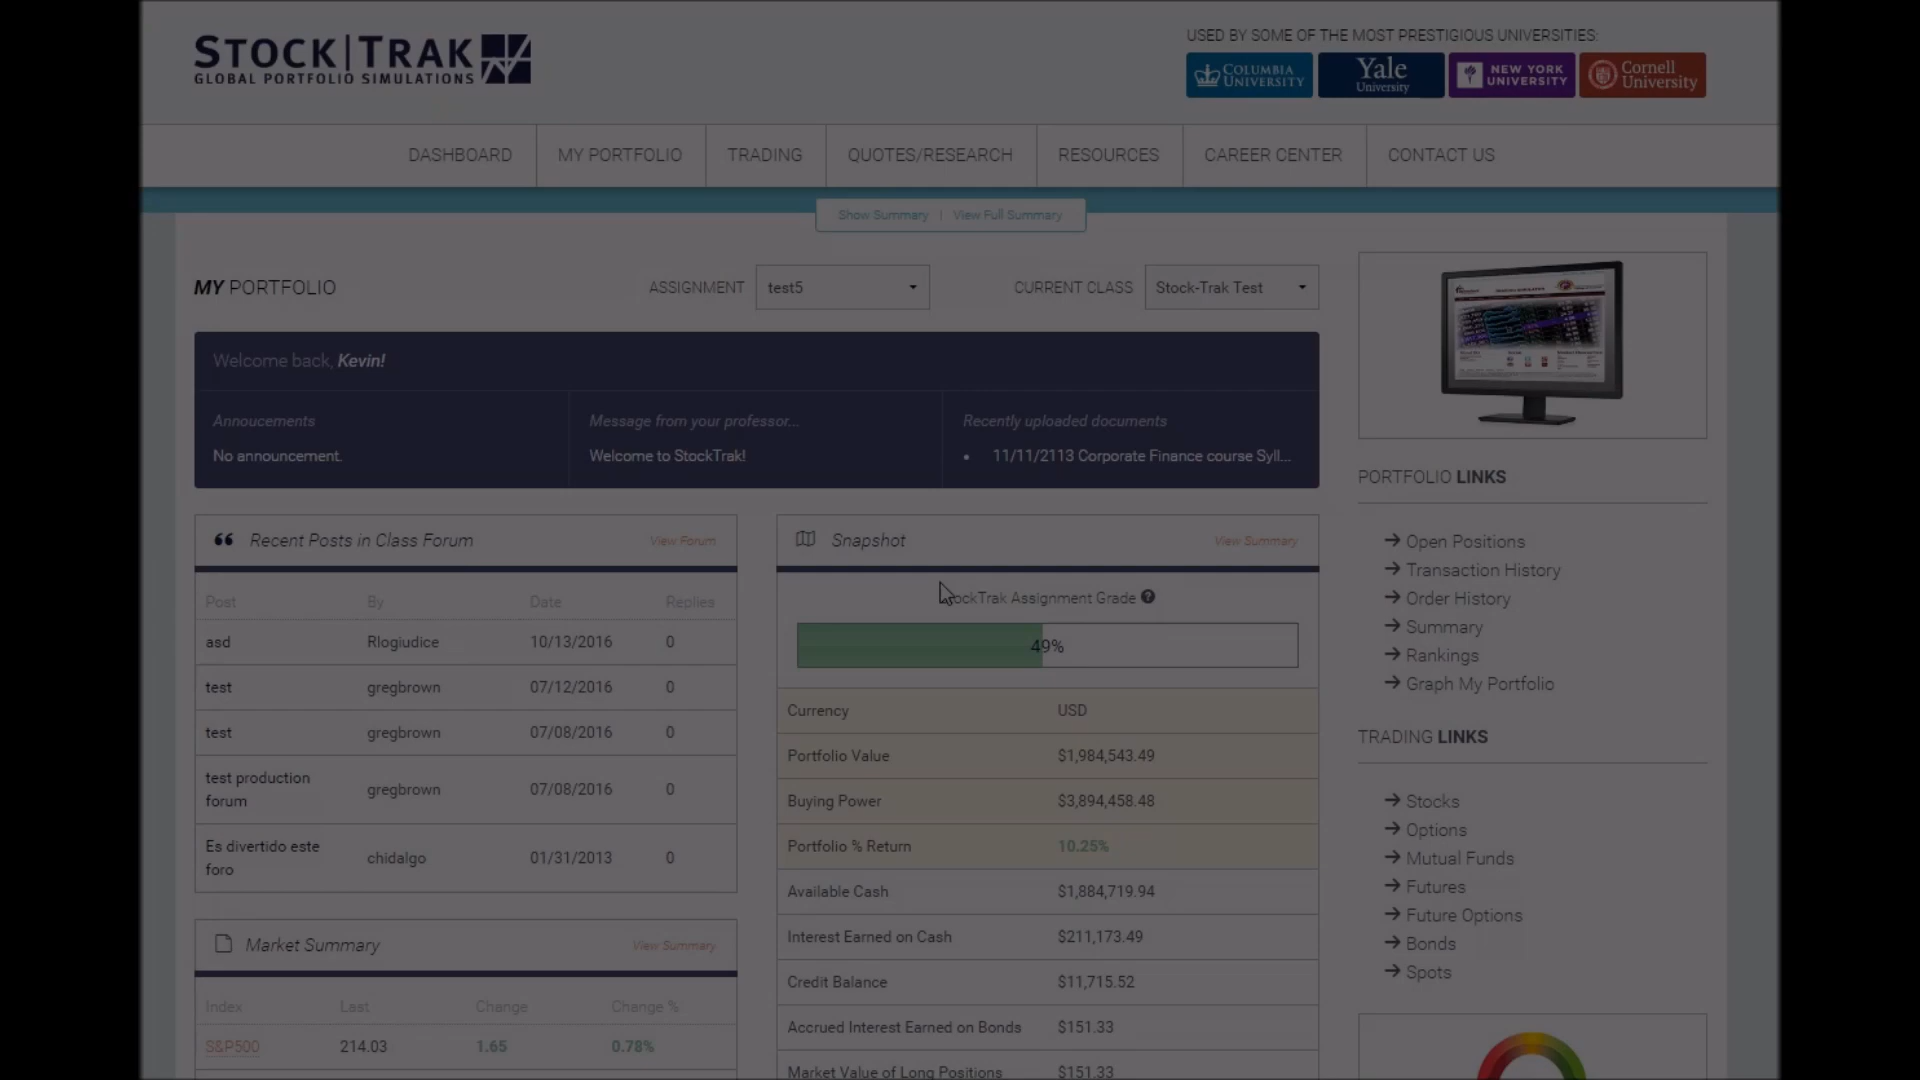 STOCK|TRAK
GLOBAL PORTFOLIO SIMULATIONS
USED BY SOME OF THE MOST PRESTIGIOUS UNIVERSITIES:
COLUMBIA UNIVERSITY
Yale University
NEW YORK UNIVERSITY
Cornell University
DASHBOARD
MY PORTFOLIO
TRADING
QUOTES/RESEARCH
RESOURCES
CAREER CENTER
CONTACT US
Show Summary | View Full Summary
MY PORTFOLIO
ASSIGNMENT test5
CURRENT CLASS Stock-Trak Test
Welcome back, Kevin!
Annoucements
No announcement.
Message from your professor...
Welcome to StockTrak!
Recently uploaded documents
• 11/11/2113 Corporate Finance course Syll...
Recent Posts in Class Forum View Forum
Post By Date Replies
asd Rlogiudice 10/13/2016 0
test gregbrown 07/12/2016 0
test gregbrown 07/08/2016 0
test production forum gregbrown 07/08/2016 0
Es divertido este foro chidalgo 01/31/2013 0
Market Summary View Summary
Index Last Change Change %
S&P500 214.03 1.65 0.78%
Snapshot View Summary
Assignment Grade
49%
Currency USD
Portfolio Value $1,984,543.49
Buying Power $3,894,458.48
Portfolio % Return 10.25%
Available Cash $1,884,719.94
Interest Earned on Cash $211,173.49
Credit Balance $11,715.52
Accrued Interest Earned on Bonds $151.33
Market Value of Long Positions $151.33
PORTFOLIO LINKS
Open Positions
Transaction History
Order History
Summary
Rankings
Graph My Portfolio
TRADING LINKS
Stocks
Options
Mutual Funds
Futures
Future Options
Bonds
Spots